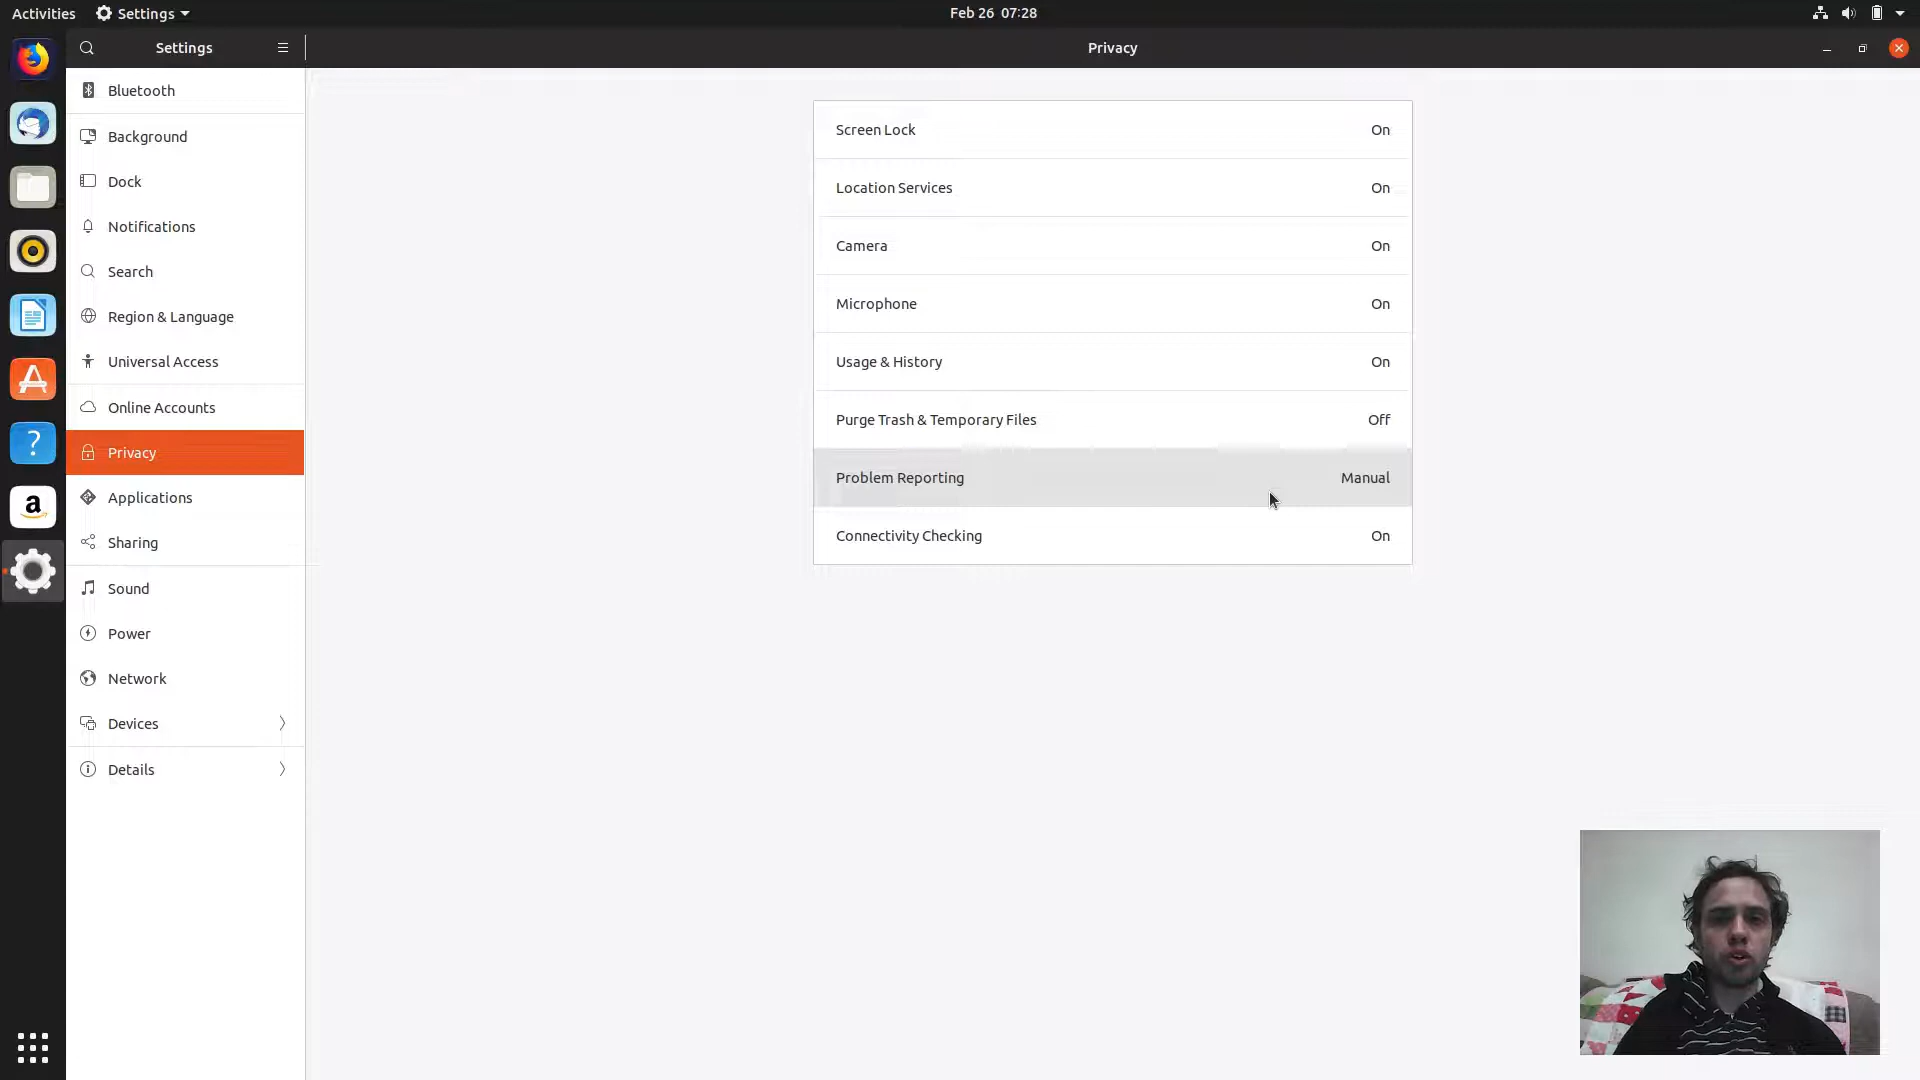 Activities
Settings
Feb 26 07:28
Settings
Privacy
Bluetooth
Background
Dock
Notifications
Search
Region & Language
Universal Access
Online Accounts
Privacy
Applications
Sharing
Sound
Power
Network
Devices
Details
Screen Lock On
Location Services On
Camera On
Microphone On
Usage & History On
Purge Trash & Temporary Files Off
Problem Reporting Manual
Connectivity Checking On
?
a